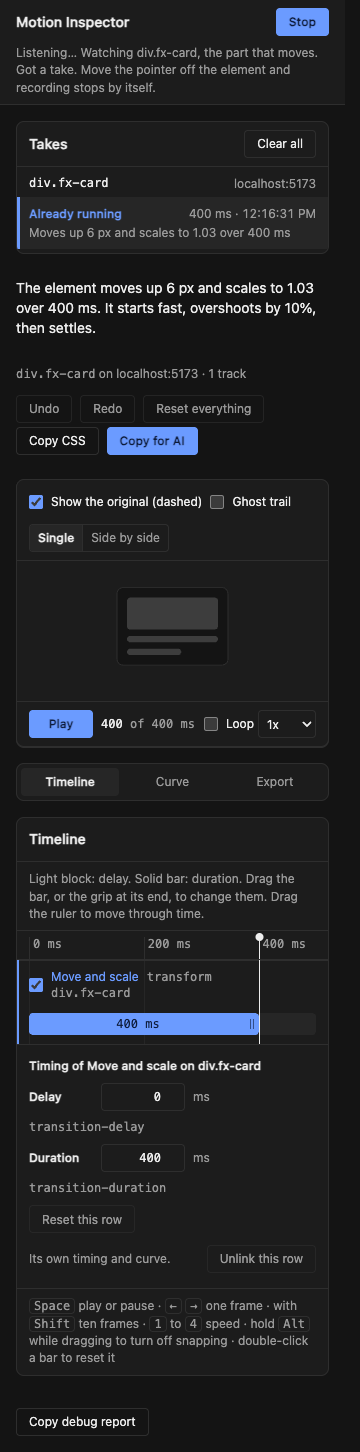 Motion Inspector
Stop
Listening... Watching div.fx-card, the part that moves.
Got a take. Move the pointer off the element and
recording stops by itself.
Takes
Clear all
div.fx-card
localhost:5173
Already running
400 ms · 12:16:31 PM
Moves up 6 px and scales to 1.03 over 400 ms
The element moves up 6 px and scales to 1.03
over 400 ms. It starts fast, overshoots by 10%,
then settles.
div.fx-card on localhost:5173 · 1 track
Undo
Redo
Reset everything
Copy CSS
Copy for AI
Show the original (dashed)
Ghost trail
Single
Side by side
Play
400 of 400 ms
Loop
1x
Timeline
Curve
Export
Timeline
Light block: delay. Solid bar: duration. Drag the
bar, or the grip at its end, to change them. Drag
the ruler to move through time.
0 ms
200 ms
400 ms
Move and scale
transform
div.fx-card
400 ms
Timing of Move and scale on div.fx-card
Delay
0
ms
transition-delay
Duration
400
ms
transition-duration
Reset this row
Its own timing and curve.
Unlink this row
Space play or pause · ← → one frame · with
Shift ten frames · 1 to 4 speed · hold Alt
while dragging to turn off snapping · double-click
a bar to reset it
Copy debug report